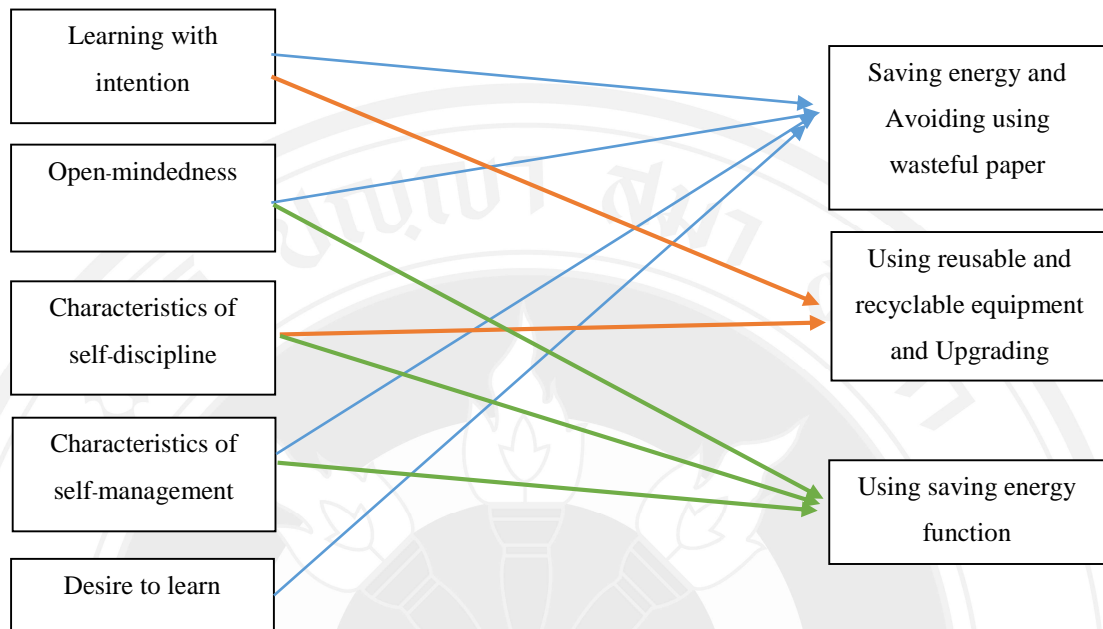 Learning with
intention
Open-mindedness
Characteristics of
self-discipline
Characteristics of
self-management
Desire to learn
Saving energy and
Avoiding using
wasteful paper
Using reusable and
recyclable equipment
and Upgrading
Using saving energy
function